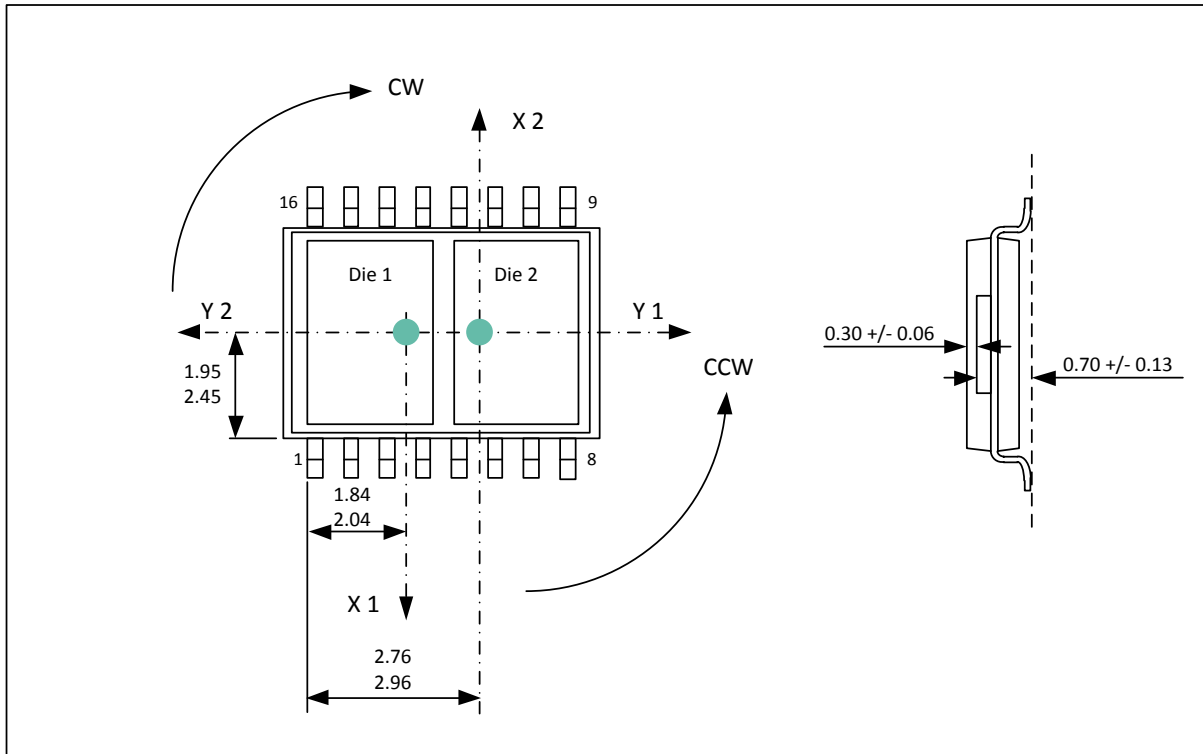 CW
X 2
16
9
Die 1
Die 2
Y 2
Y 1
0.30 +/- 0.06
1.95
2.45
CCW
0.70 +/- 0.13
1
8
1.84
2.04
X 1
2.76
2.96